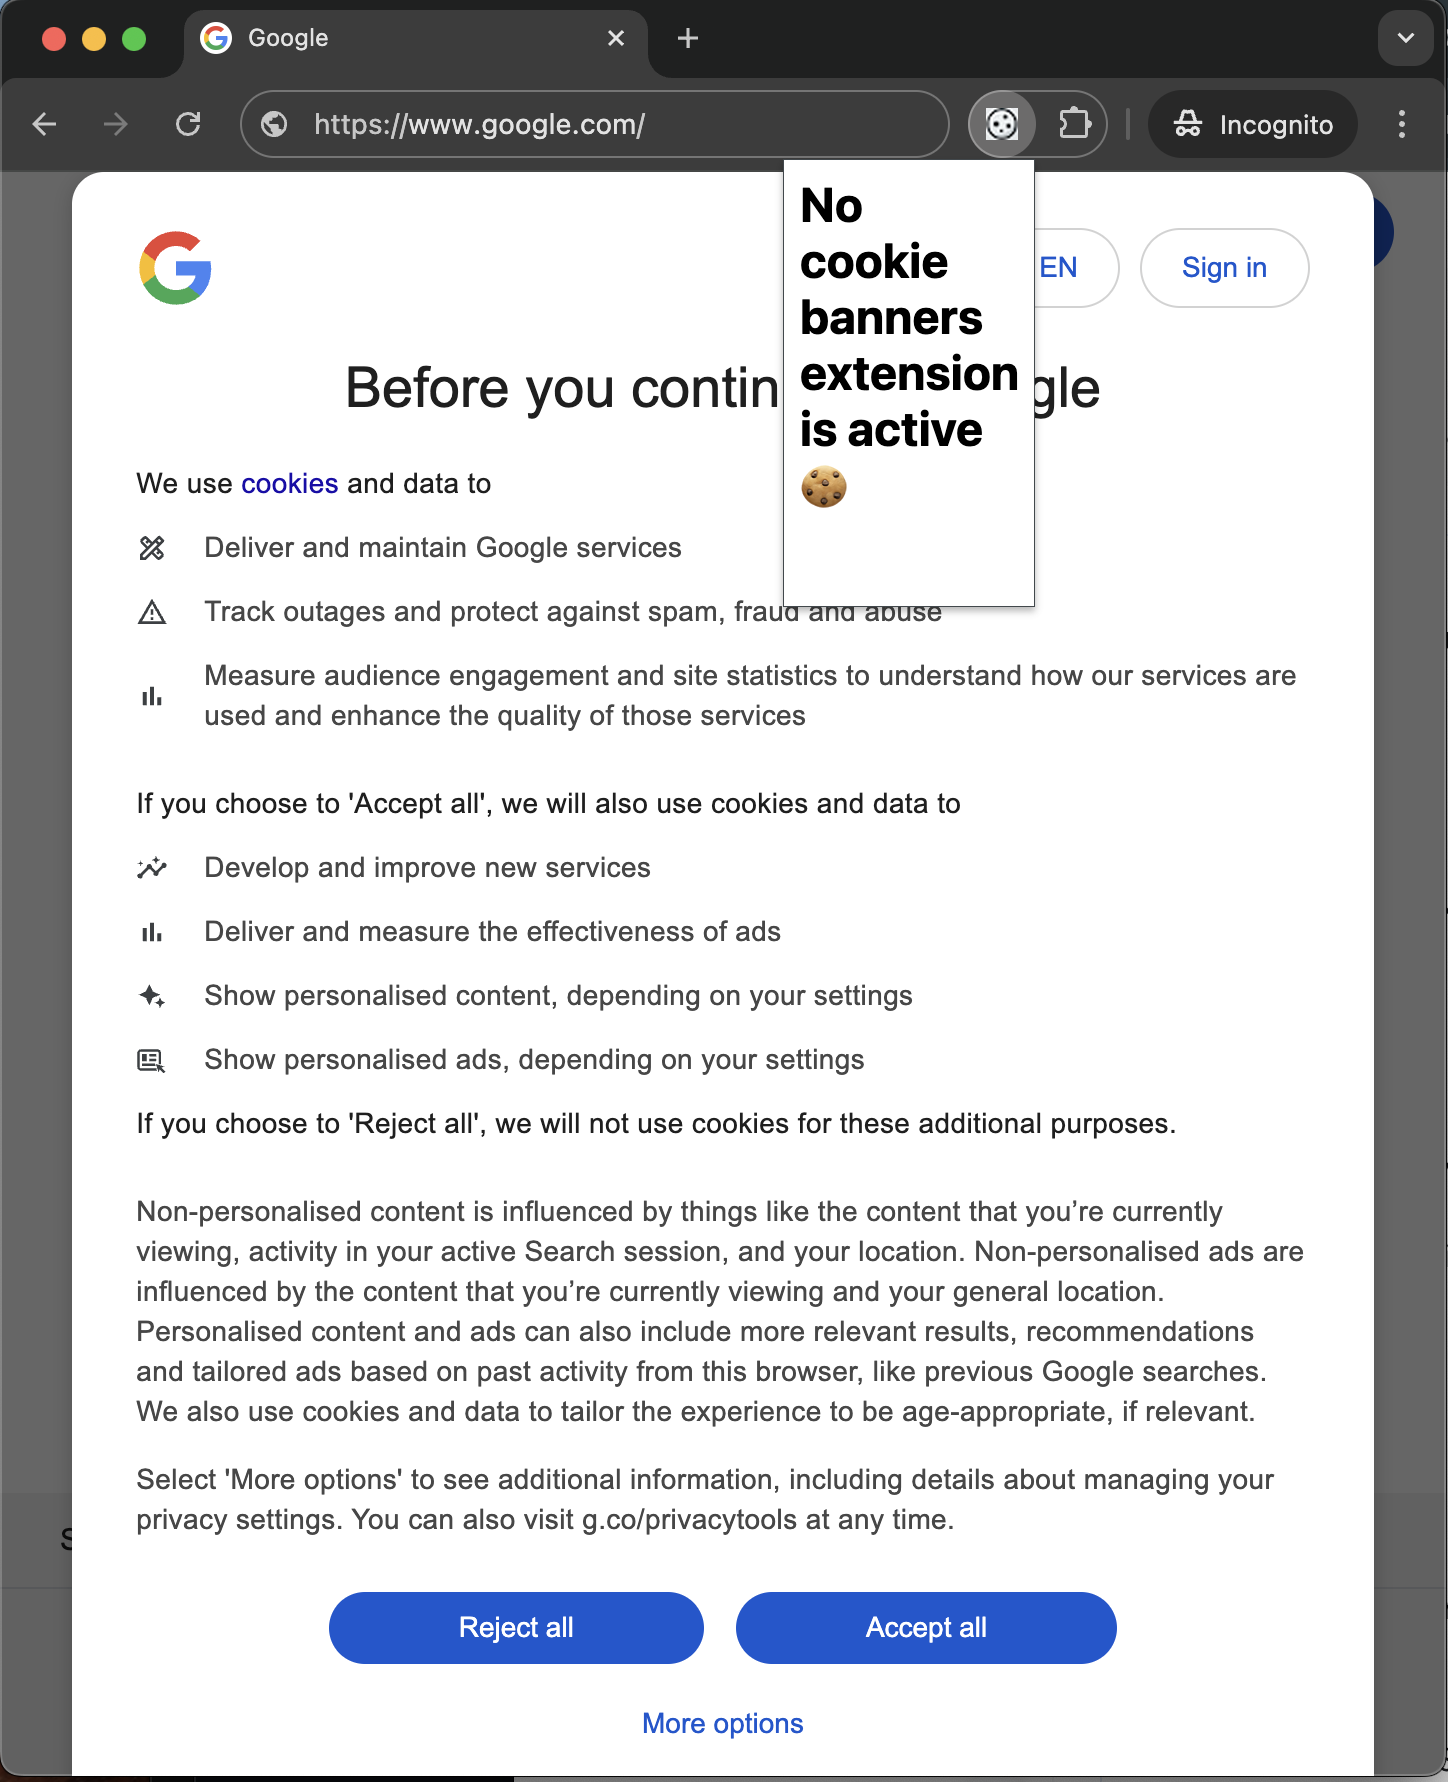 Google
https://www.google.com/
Incognito
No
cookie
banners
extension
is active
EN
Sign in
Before you contin
gle
We use cookies and data to
Deliver and maintain Google services
Track outages and protect against spam, fraud and abuse
Measure audience engagement and site statistics to understand how our services are
used and enhance the quality of those services
If you choose to 'Accept all', we will also use cookies and data to
Develop and improve new services
Deliver and measure the effectiveness of ads
Show personalised content, depending on your settings
Show personalised ads, depending on your settings
If you choose to 'Reject all', we will not use cookies for these additional purposes.
Non-personalised content is influenced by things like the content that you’re currently
viewing, activity in your active Search session, and your location. Non-personalised ads are
influenced by the content that you’re currently viewing and your general location.
Personalised content and ads can also include more relevant results, recommendations
and tailored ads based on past activity from this browser, like previous Google searches.
We also use cookies and data to tailor the experience to be age-appropriate, if relevant.
Select 'More options' to see additional information, including details about managing your
privacy settings. You can also visit g.co/privacytools at any time.
Reject all
Accept all
More options